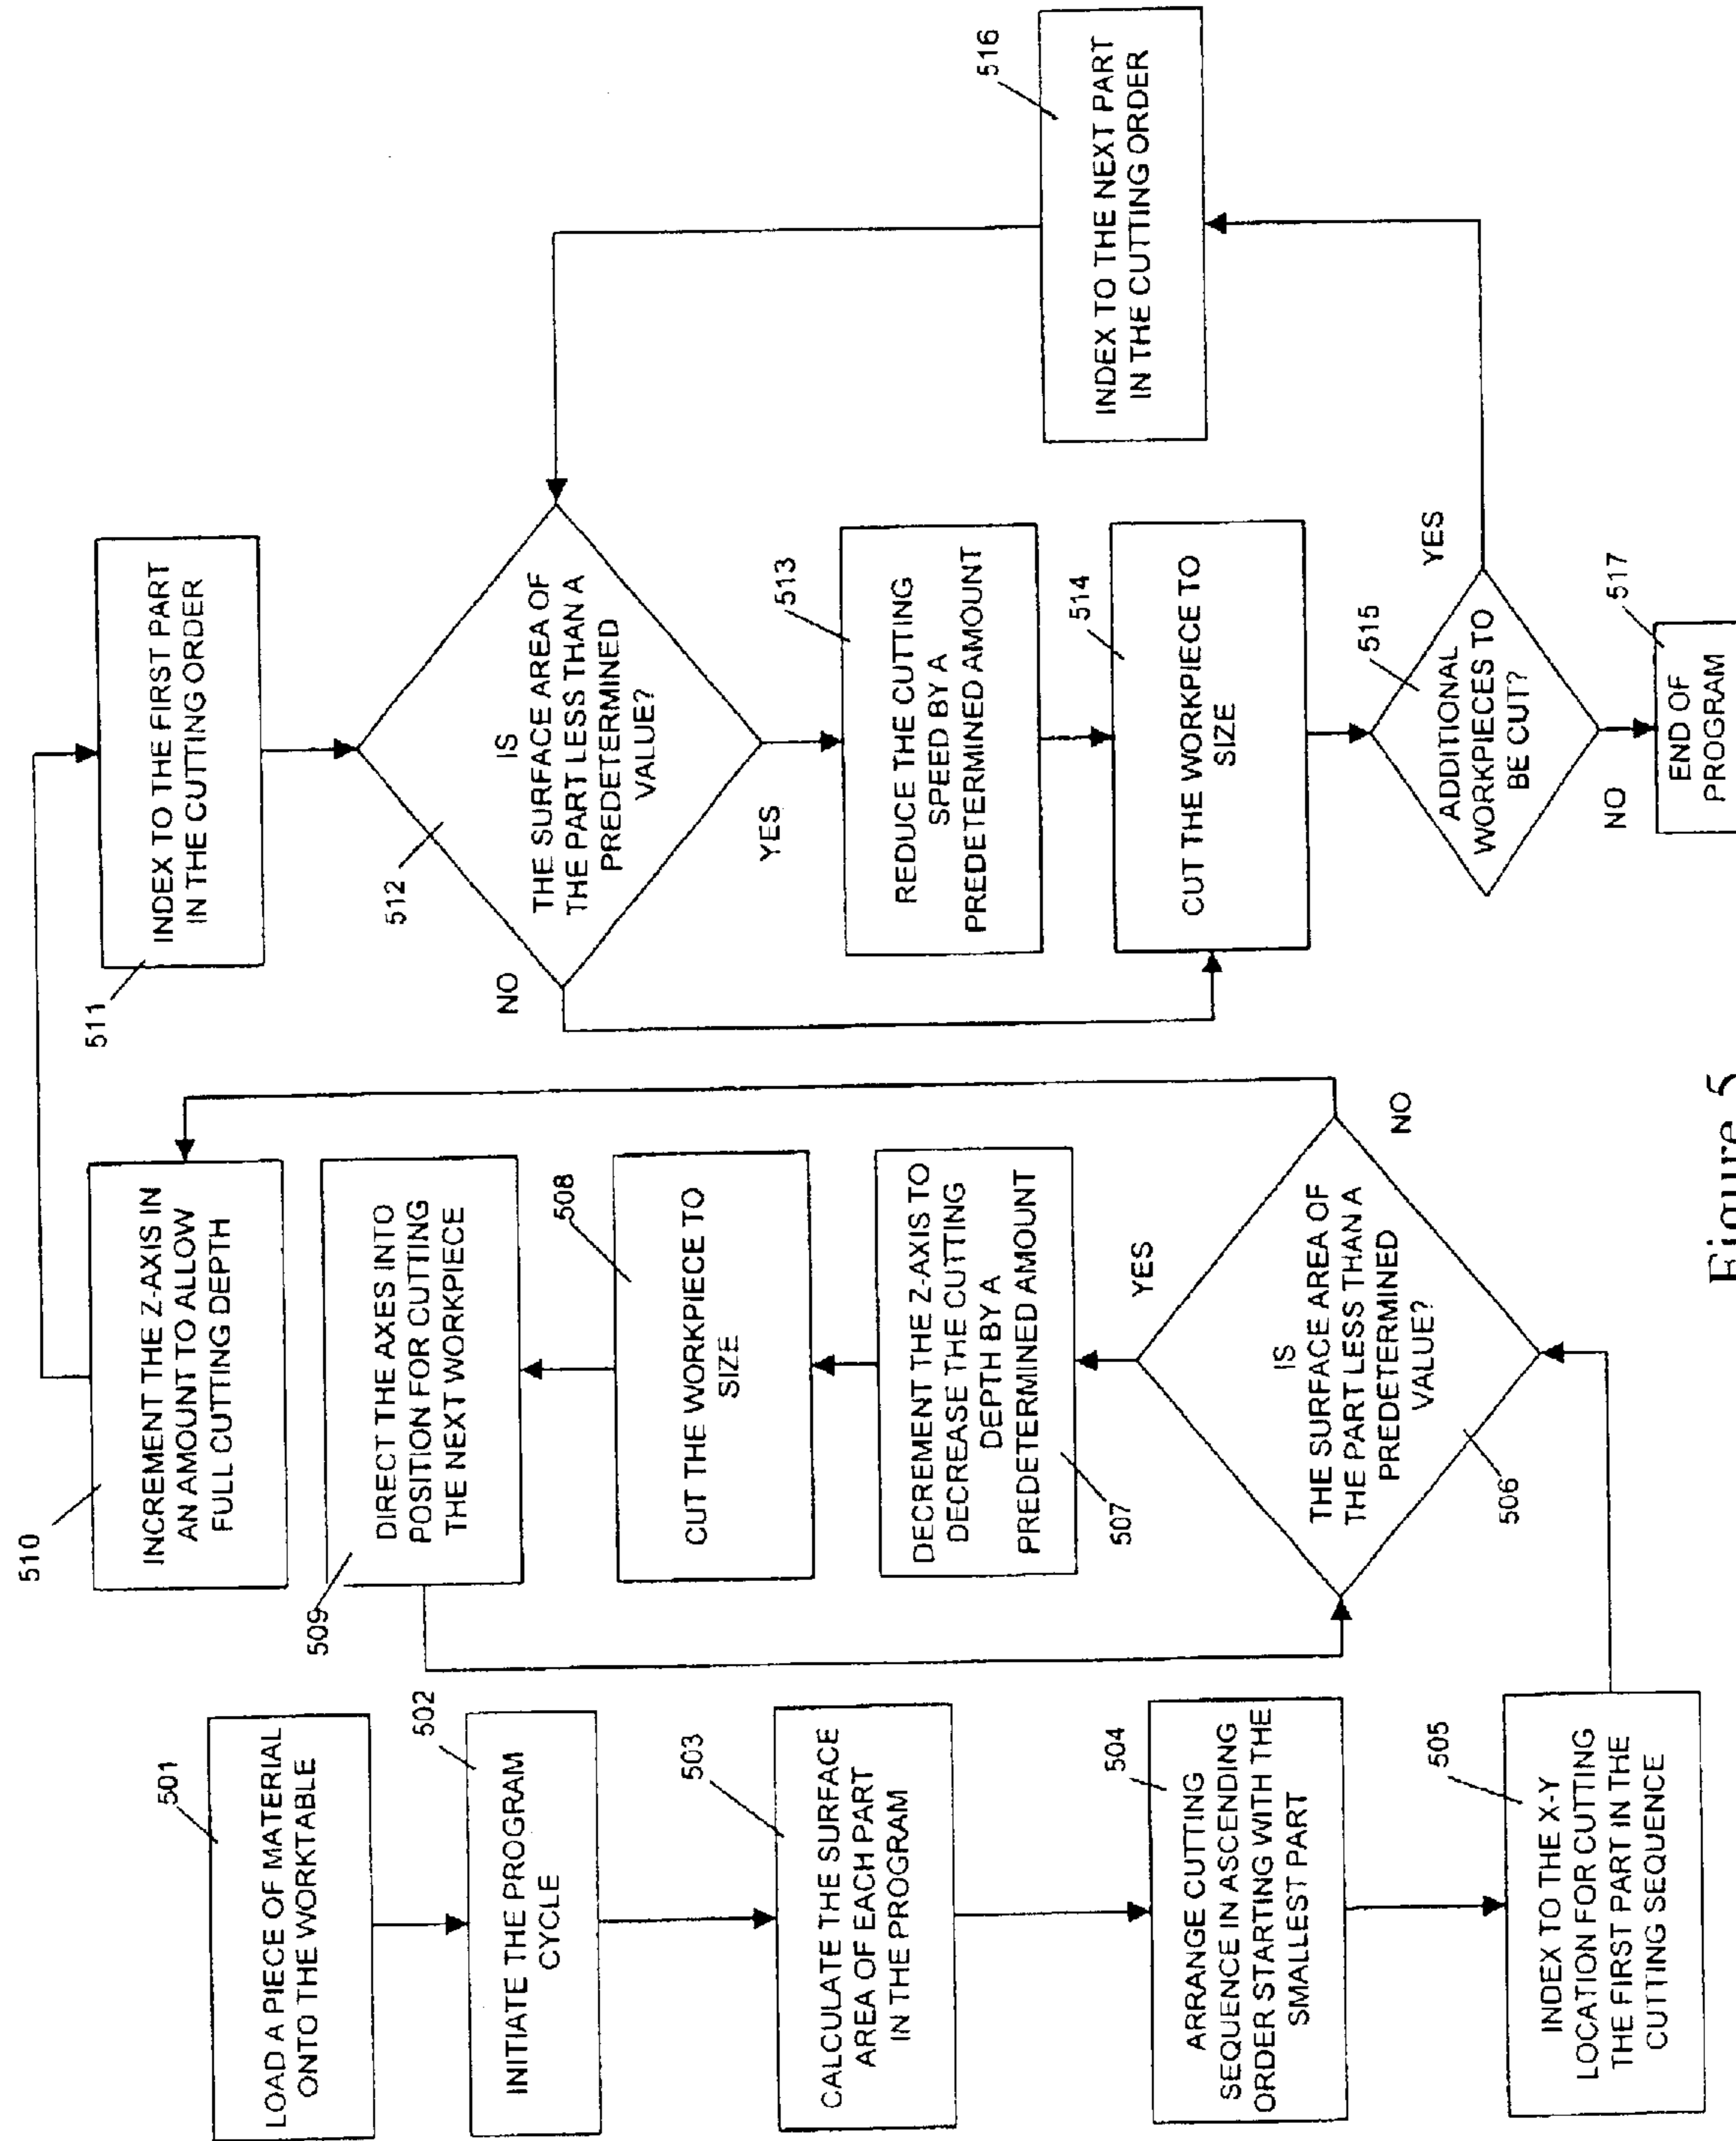 501
LOAD A PIECE OF MATERIAL
ONTO THE WORKTABLE
502
INITIATE THE PROGRAM
CYCLE
503
CALCULATE THE SURFACE
AREA OF EACH PART
IN THE PROGRAM
504
ARRANGE CUTTING
SEQUENCE IN ASCENDING
ORDER STARTING WITH THE
SMALLEST PART
505
INDEX TO THE X-Y
LOCATION FOR CUTTING
THE FIRST PART IN THE
CUTTING SEQUENCE
510
INCREMENT THE Z-AXIS IN
AN AMOUNT TO ALLOW
FULL CUTTING DEPTH
509
DIRECT THE AXES INTO
POSITION FOR CUTTING
THE NEXT WORKPIECE
508
CUT THE WORKPIECE TO
SIZE
DECREMENT THE Z-AXIS TO
DECREASE THE CUTTING
DEPTH BY A
PREDETERMINED AMOUNT
507
YES
NO
IS
THE SURFACE AREA OF
THE PART LESS THAN A
PREDETERMINED
VALUE?
506
511
INDEX TO THE FIRST PART
IN THE CUTTING ORDER
512
IS
THE SURFACE AREA OF
THE PART LESS THAN A
PREDETERMINED
VALUE?
NO
YES
513
REDUCE THE CUTTING
SPEED BY A
PREDETERMINED AMOUNT
514
CUT THE WORKPIECE TO
SIZE
515
ADDITIONAL
WORKPIECES TO
BE CUT?
YES
NO
517
END OF
PROGRAM
516
INDEX TO THE NEXT PART
IN THE CUTTING ORDER
Figure 5